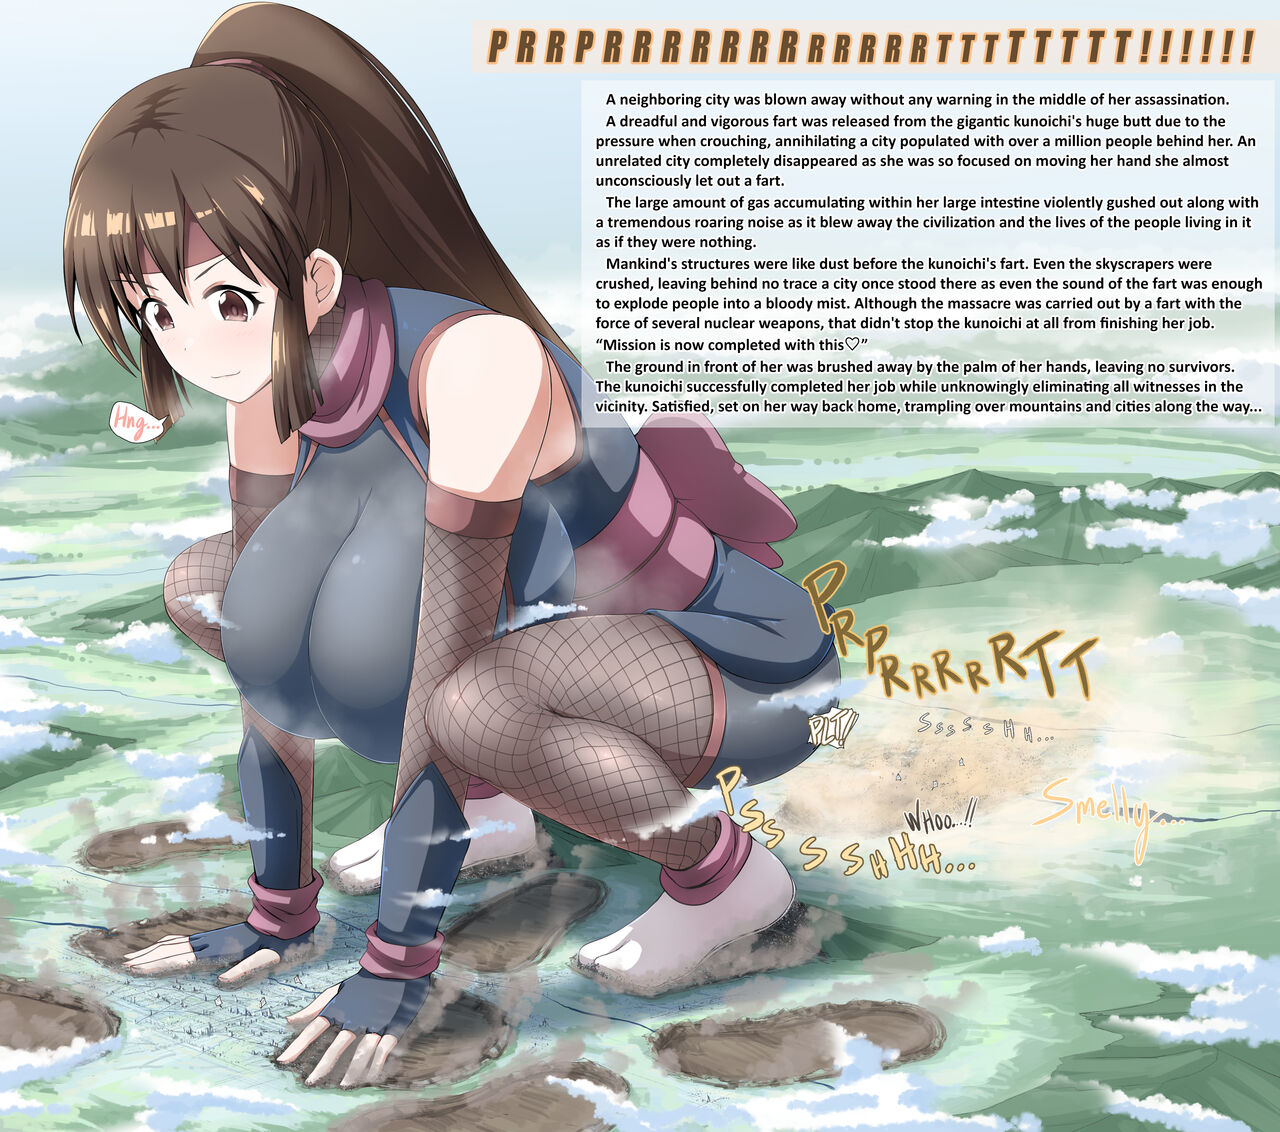 PRRPRRRRRRRRRRRRTTTTTTTT!!!!!!
A neighboring city was blown away without any warning in the middle of her assassination.
A dreadful and vigorous fart was released from the gigantic kunoichi's huge butt due to the
pressure when crouching, annihilating a city populated with over a million people behind her. An
unrelated city completely disappeared as she was so focused on moving her hand she almost
unconsciously let out a fart.
The large amount of gas accumulating within her large intestine violently gushed out along with
a tremendous roaring noise as it blew away the civilization and the lives of the people living in it
as if they were nothing.
Mankind's structures were like dust before the kunoichi's fart. Even the skyscrapers were
crushed, leaving behind no trace a city once stood there as even the sound of the fart was enough
to explode people into a bloody mist. Although the massacre was carried out by a fart with the
force of several nuclear weapons, that didn't stop the kunoichi at all from finishing her job.
“Mission is now completed with this♡”
The ground in front of her was brushed away by the palm of her hands, leaving no survivors.
The kunoichi successfully completed her job while unknowingly eliminating all witnesses in the
vicinity. Satisfied, set on her way back home, trampling over mountains and cities along the way...
Hng...
PRPRRRRRTT
PLT!!
SSSSSHH...
PSSSSHHH...
WHOO...!!
Smelly...